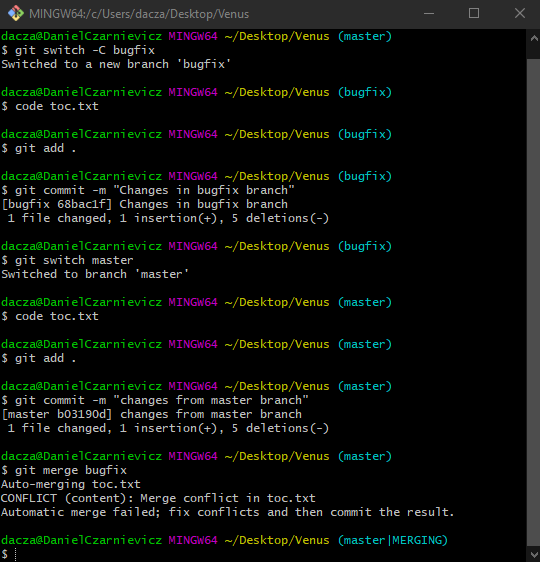 MINGW64:/c/Users/dacza/Desktop/Venus
dacza@DanielCzarnievicz MINGW64 ~/Desktop/Venus (master)
$ git switch -C bugfix
Switched to a new branch 'bugfix'
dacza@DanielCzarnievicz MINGW64 ~/Desktop/Venus (bugfix)
$ code toc.txt
dacza@DanielCzarnievicz MINGW64 ~/Desktop/Venus (bugfix)
$ git add .
dacza@DanielCzarnievicz MINGW64 ~/Desktop/Venus (bugfix)
$ git commit -m "Changes in bugfix branch"
[bugfix 68bac1f] Changes in bugfix branch
 1 file changed, 1 insertion(+), 5 deletions(-)
dacza@DanielCzarnievicz MINGW64 ~/Desktop/Venus (bugfix)
$ git switch master
Switched to branch 'master'
dacza@DanielCzarnievicz MINGW64 ~/Desktop/Venus (master)
$ code toc.txt
dacza@DanielCzarnievicz MINGW64 ~/Desktop/Venus (master)
$ git add .
dacza@DanielCzarnievicz MINGW64 ~/Desktop/Venus (master)
$ git commit -m "changes from master branch"
[master b03190d] changes from master branch
 1 file changed, 1 insertion(+), 5 deletions(-)
dacza@DanielCzarnievicz MINGW64 ~/Desktop/Venus (master)
$ git merge bugfix
Auto-merging toc.txt
CONFLICT (content): Merge conflict in toc.txt
Automatic merge failed; fix conflicts and then commit the result.
dacza@DanielCzarnievicz MINGW64 ~/Desktop/Venus (master|MERGING)
$